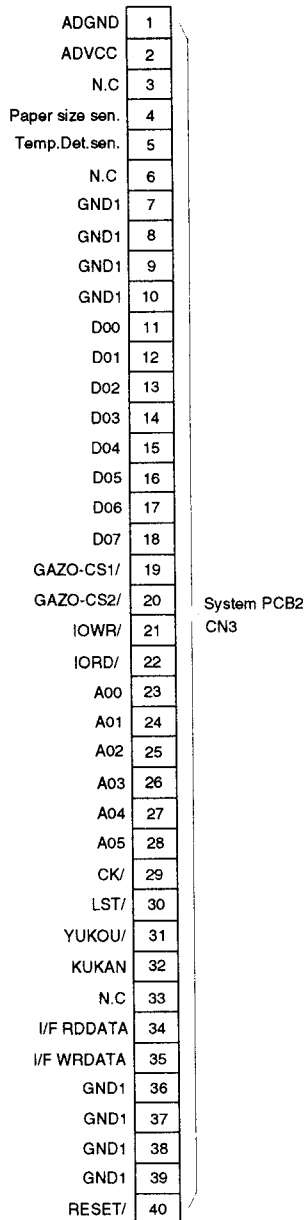 ADGND 1
ADVCC 2
N.C 3
Paper size sen. 4
Temp.Det.sen. 5
N.C 6
GND1 7
GND1 8
GND1 9
GND1 10
D00 11
D01 12
D02 13
D03 14
D04 15
D05 16
D06 17
D07 18
GAZO-CS1/ 19
GAZO-CS2/ 20
System PCB2
CN3
IOWR/ 21
IORD/ 22
A00 23
A01 24
A02 25
A03 26
A04 27
A05 28
CK/ 29
LST/ 30
YUKOU/ 31
KUKAN 32
N.C 33
I/F RDDATA 34
I/F WRDATA 35
GND1 36
GND1 37
GND1 38
GND1 39
RESET/ 40